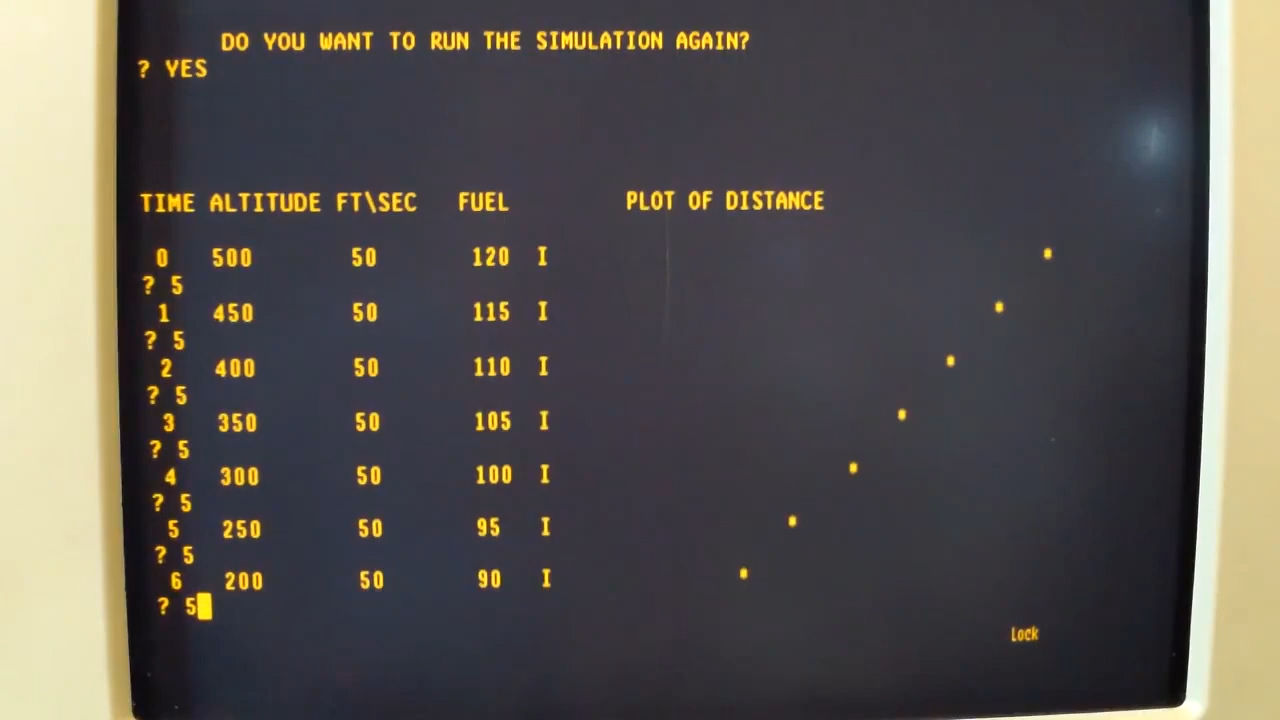 DO YOU WANT TO RUN THE SIMULATION AGAIN?
? YES
TIME ALTITUDE FT\SEC FUEL PLOT OF DISTANCE
0 500 50 120 I *
? 5
1 450 50 115 I *
? 5
2 400 50 110 I *
? 5
3 350 50 105 I *
? 5
4 300 50 100 I *
? 5
5 250 50 95 I *
? 5
6 200 50 90 I *
? 5
Lock